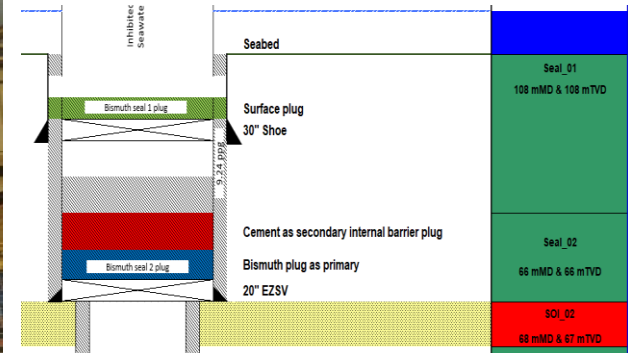 Inhibited
Seawate
Seabed
Bismuth seal 1 plug
Surface plug
30" Shoe
9.24 ppg
Cement as secondary internal barrier plug
Bismuth seal 2 plug
Bismuth plug as primary
20" EZSV
Seal_01
108 mMD & 108 mTVD
Seal_02
66 mMD & 66 mTVD
SOI_02
68 mMD & 67 mTVD